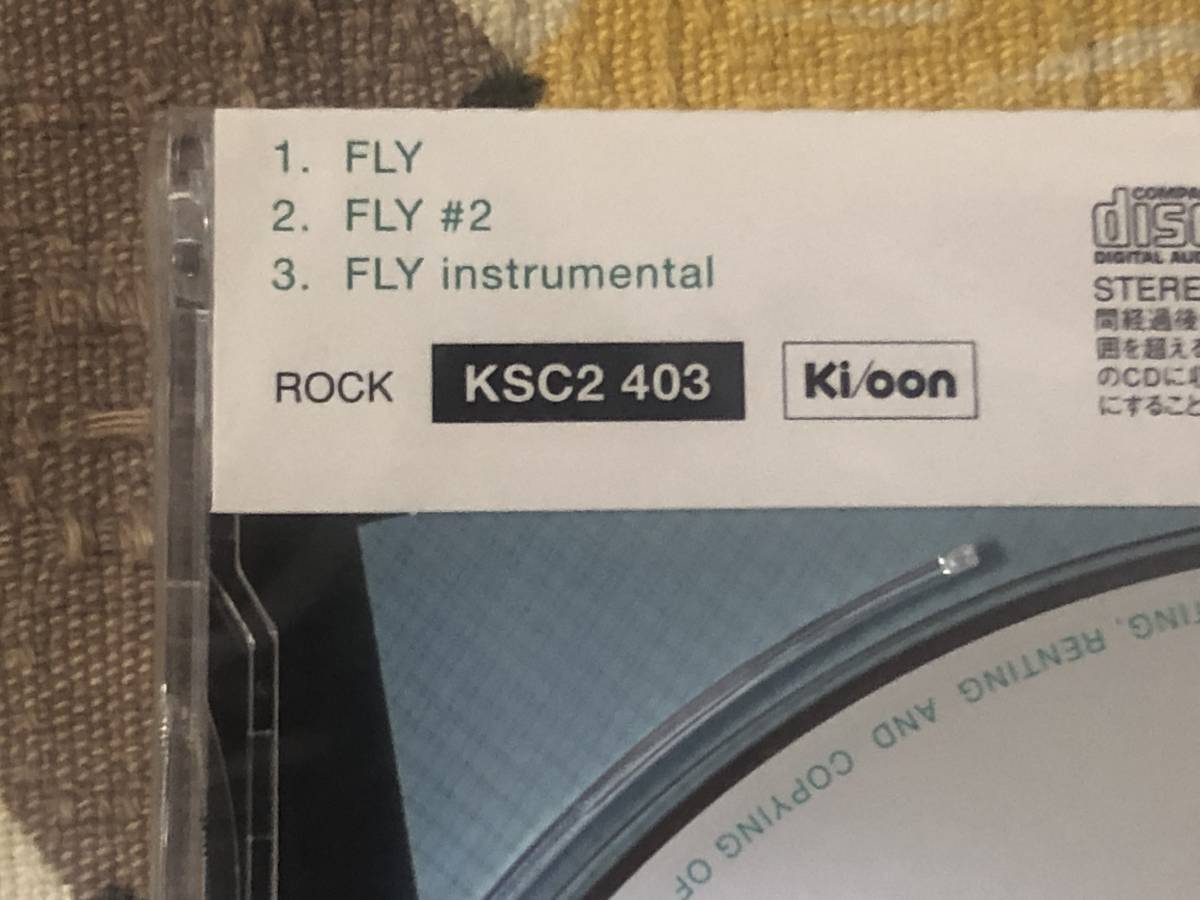 1. FLY
2. FLY #2
3. FLY instrumental
ROCK KSC2 403 Ki/oon
COMPA
disc
DIGITAL AUD
STERE
間経過後
囲を超え
のCDに
にすること
TING, RENTING AND COPYING OF